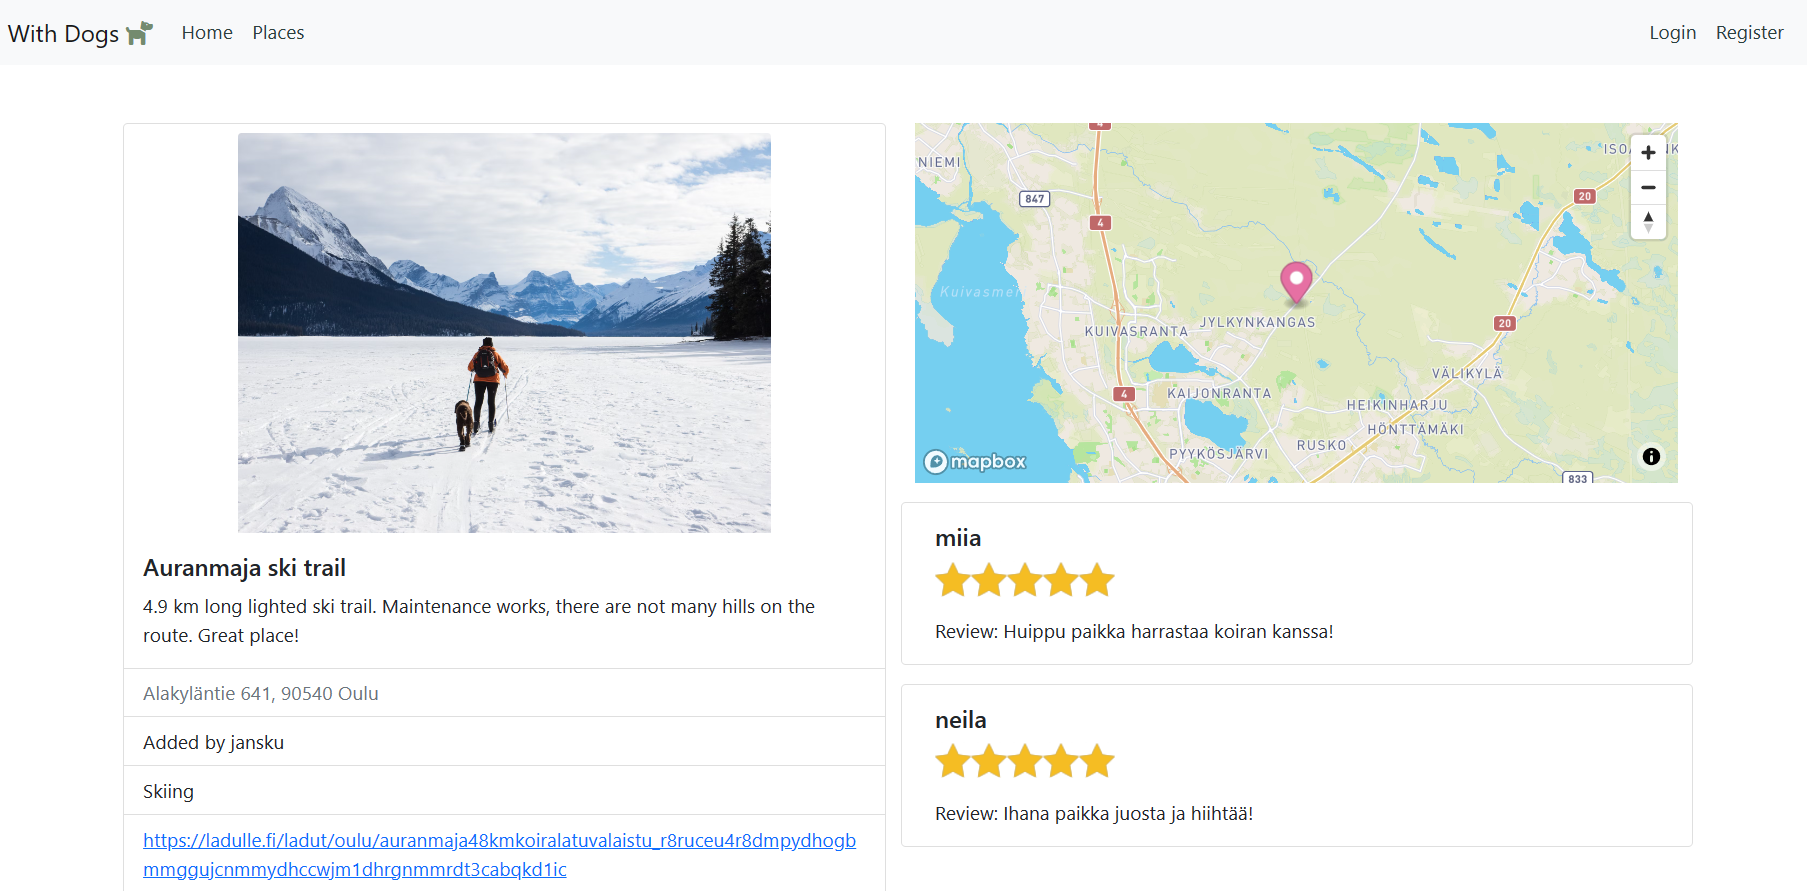 With Dogs
Home
Places
Login
Register
Auranmaja ski trail
4.9 km long lighted ski trail. Maintenance works, there are not many hills on the
route. Great place!
Alakyläntie 641, 90540 Oulu
Added by jansku
Skiing
https://ladulle.fi/ladut/oulu/auranmaja48kmkoiralatuvalaistu_r8ruceu4r8dmpydhogb
mmggujcnmmydhccwjm1dhrgnmmrdt3cabqkd1ic
4
NIEMI
847
4
20
Kuivasmeri
JYLKYNKANGAS
KUIVASRANTA
20
VÄLIKYLÄ
4
KAIJONRANTA
HEIKINHARJU
HÖNTTÄMÄKI
RUSKO
PYYKÖSJÄRVI
mapbox
833
miia
Review: Huippu paikka harrastaa koiran kanssa!
neila
Review: Ihana paikka juosta ja hiihtää!